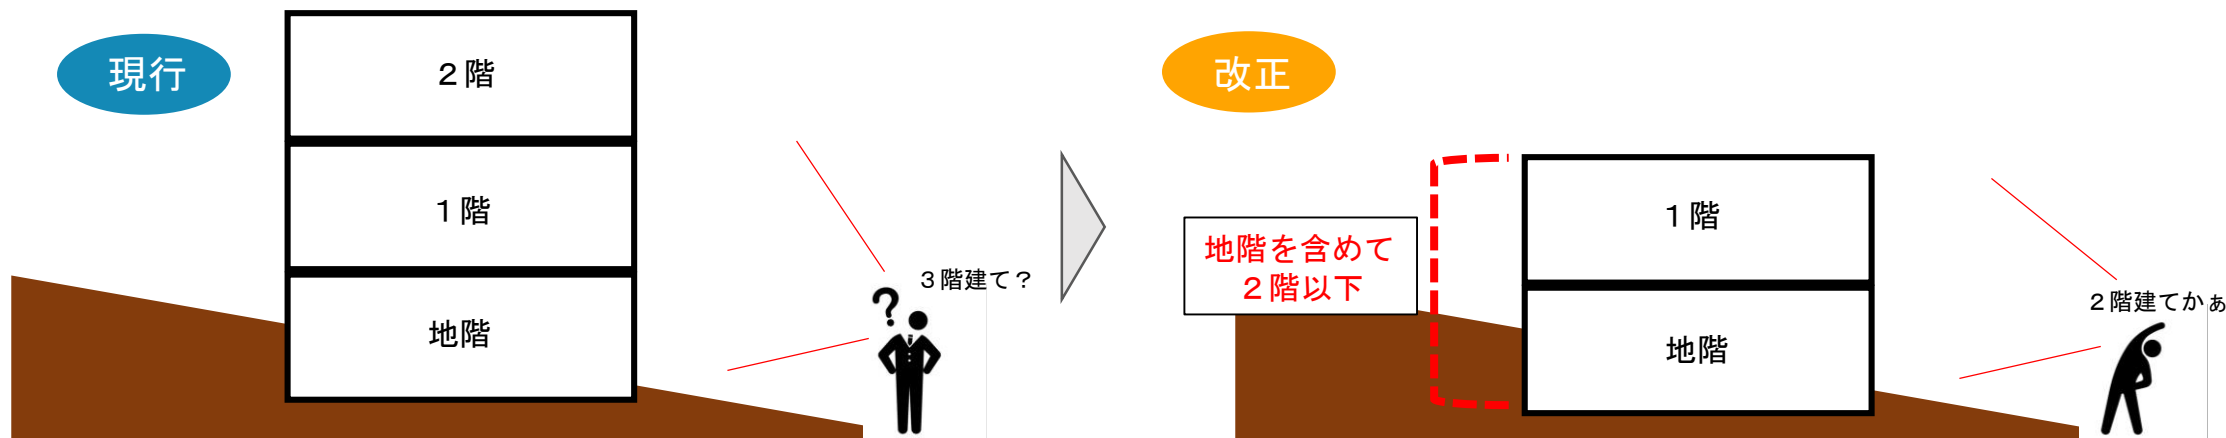 現行
２階
１階
地階
３階建て？
改正
地階を含めて
２階以下
１階
地階
２階建てかぁ